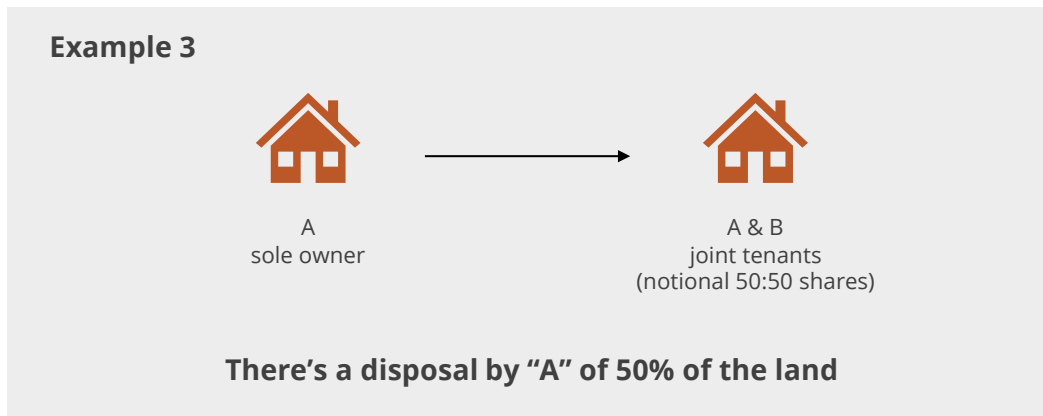 Example 3
A
sole owner
A & B
joint tenants
(notional 50:50 shares)
There’s a disposal by “A” of 50% of the land